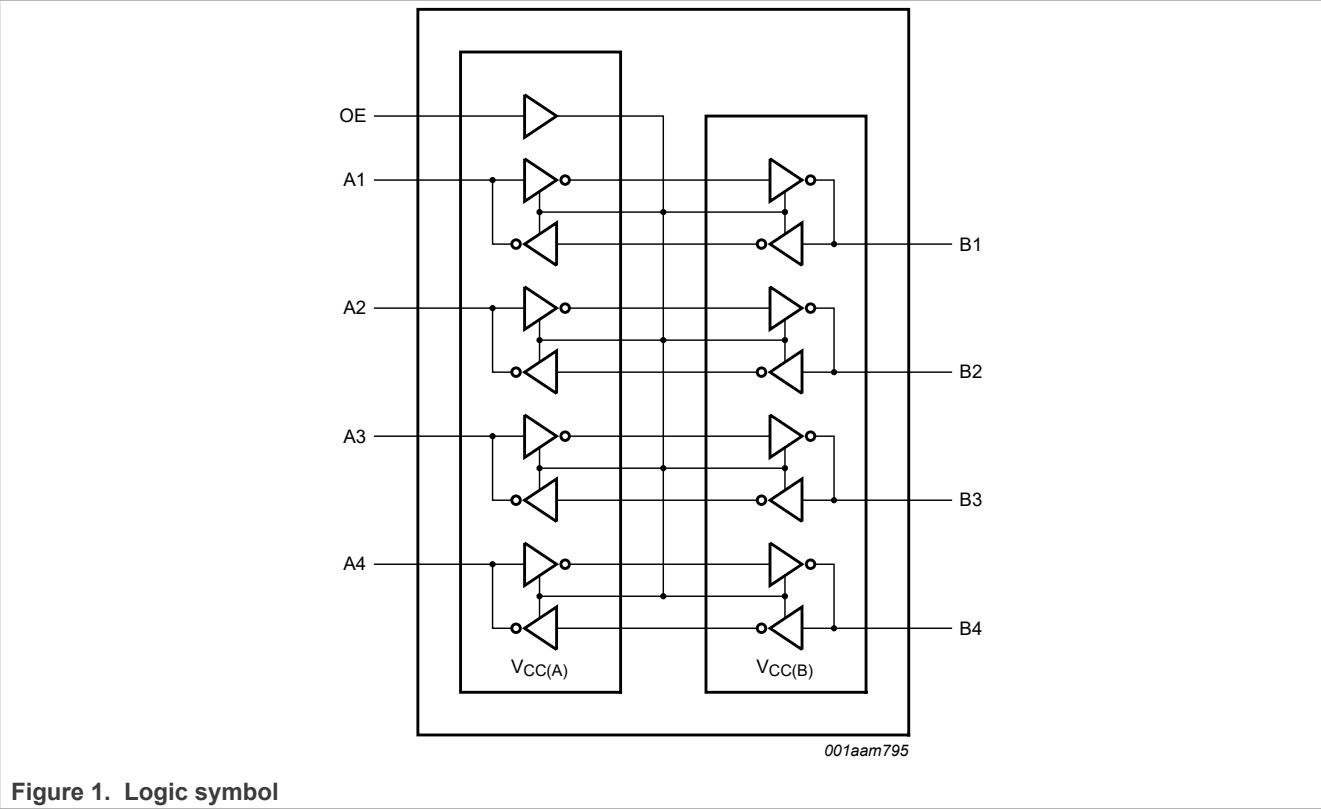 OE
A1
B1
A2
B2
A3
B3
A4
B4
VCC(A)
VCC(B)
001aam795
Figure 1. Logic symbol